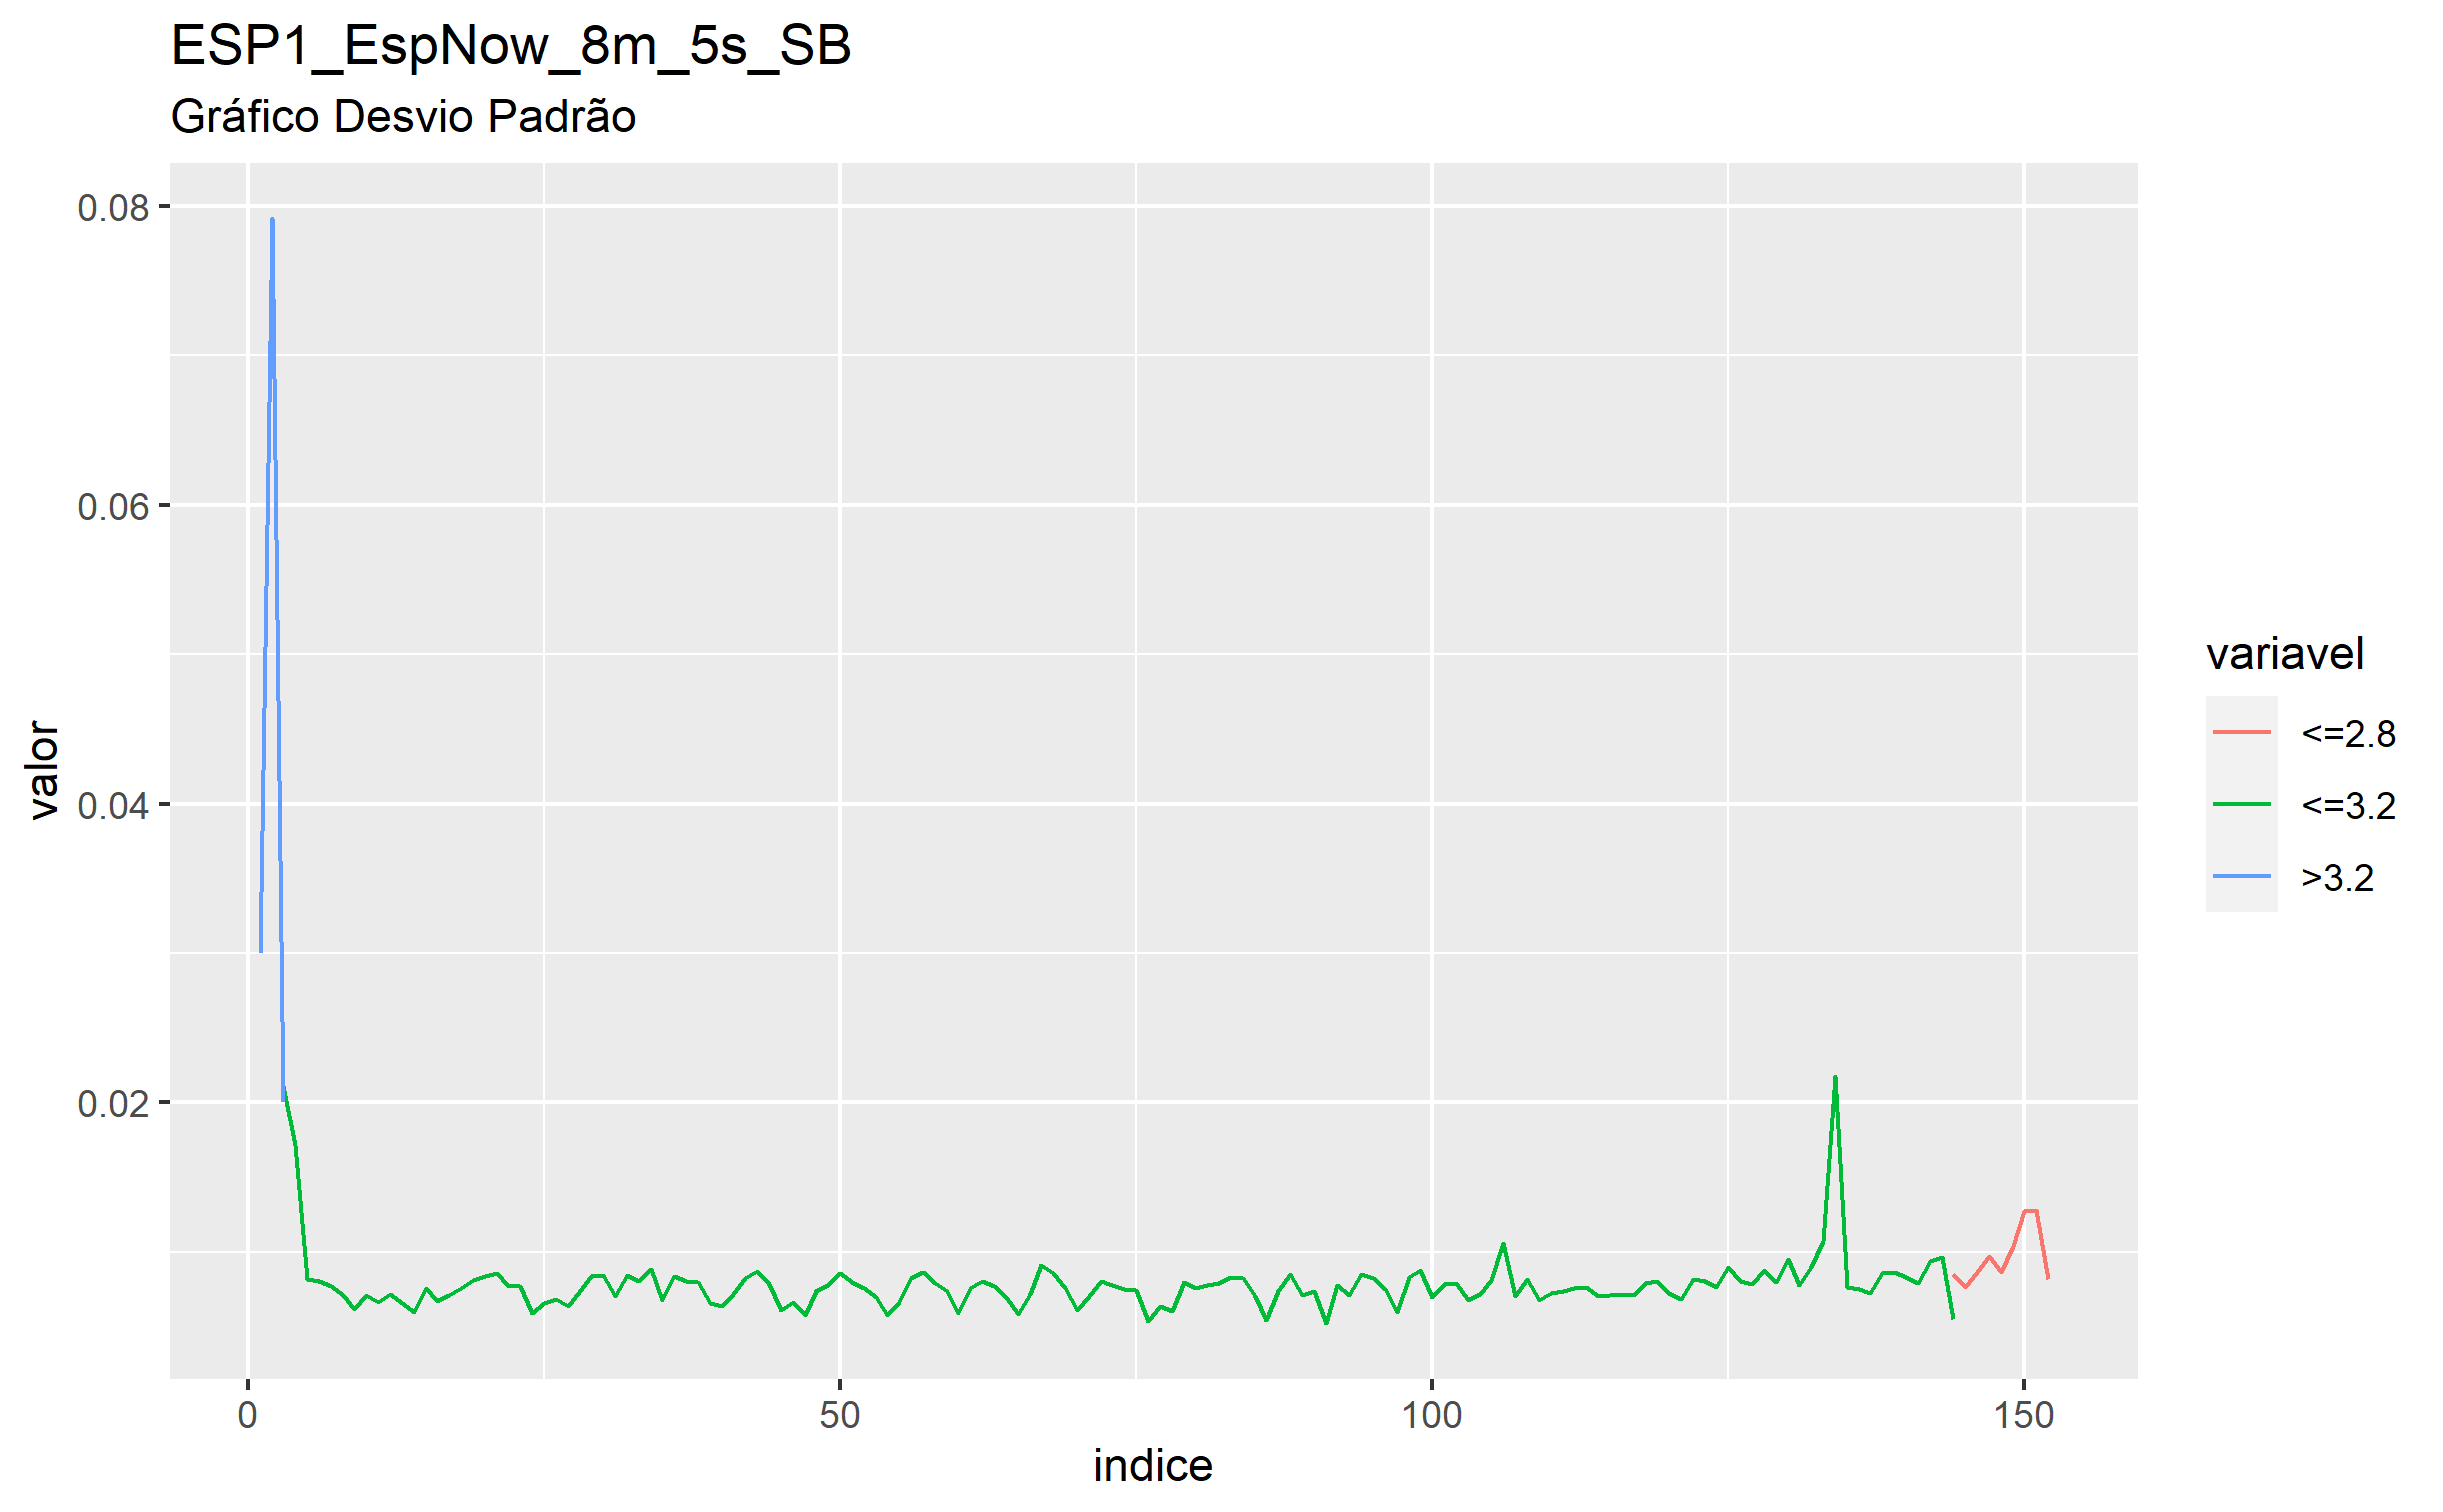 ESP1_EspNow_8m_5s_SB
Gráfico Desvio Padrão
0.08
0.06
0.04
0.02
valor
0
50
100
150
indice
variavel
<=2.8
<=3.2
>3.2